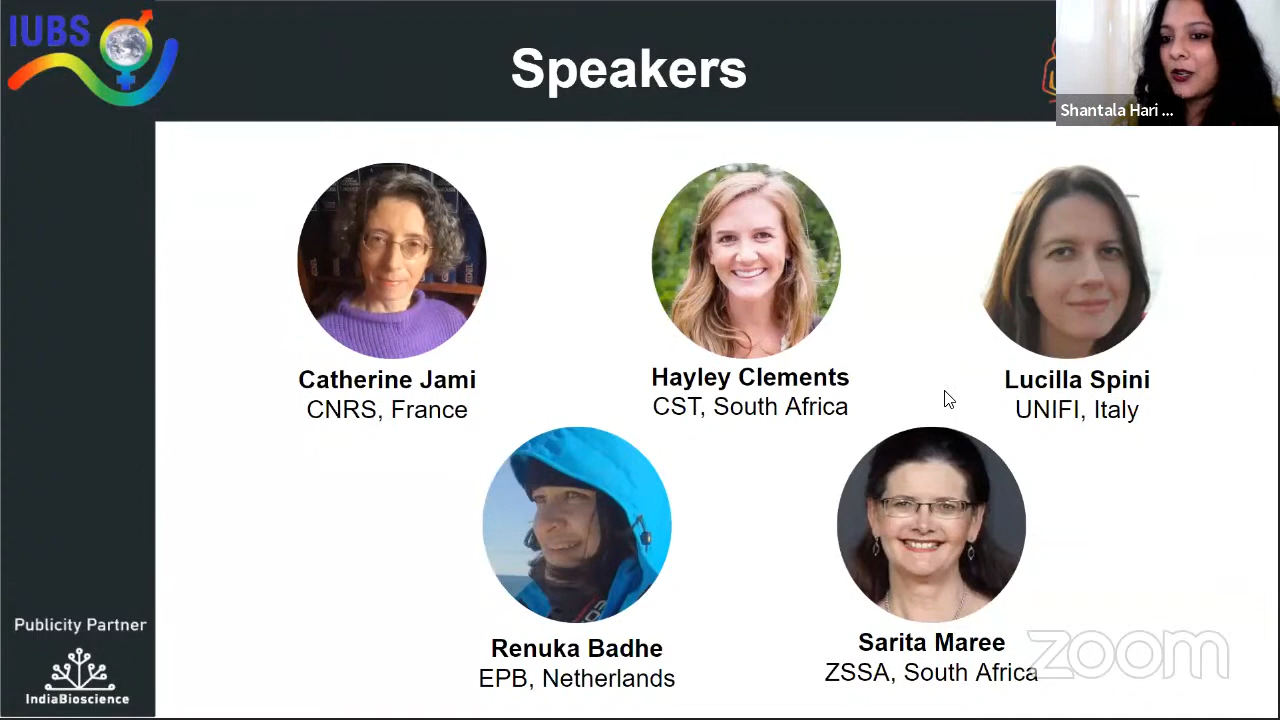 IUBS
Speakers
Shantala Hari ...
Catherine Jami
CNRS, France
Hayley Clements
CST, South Africa
Lucilla Spini
UNIFI, Italy
Renuka Badhe
EPB, Netherlands
Sarita Maree
ZSSA, South Africa
Publicity Partner
IndiaBioscience
zoom